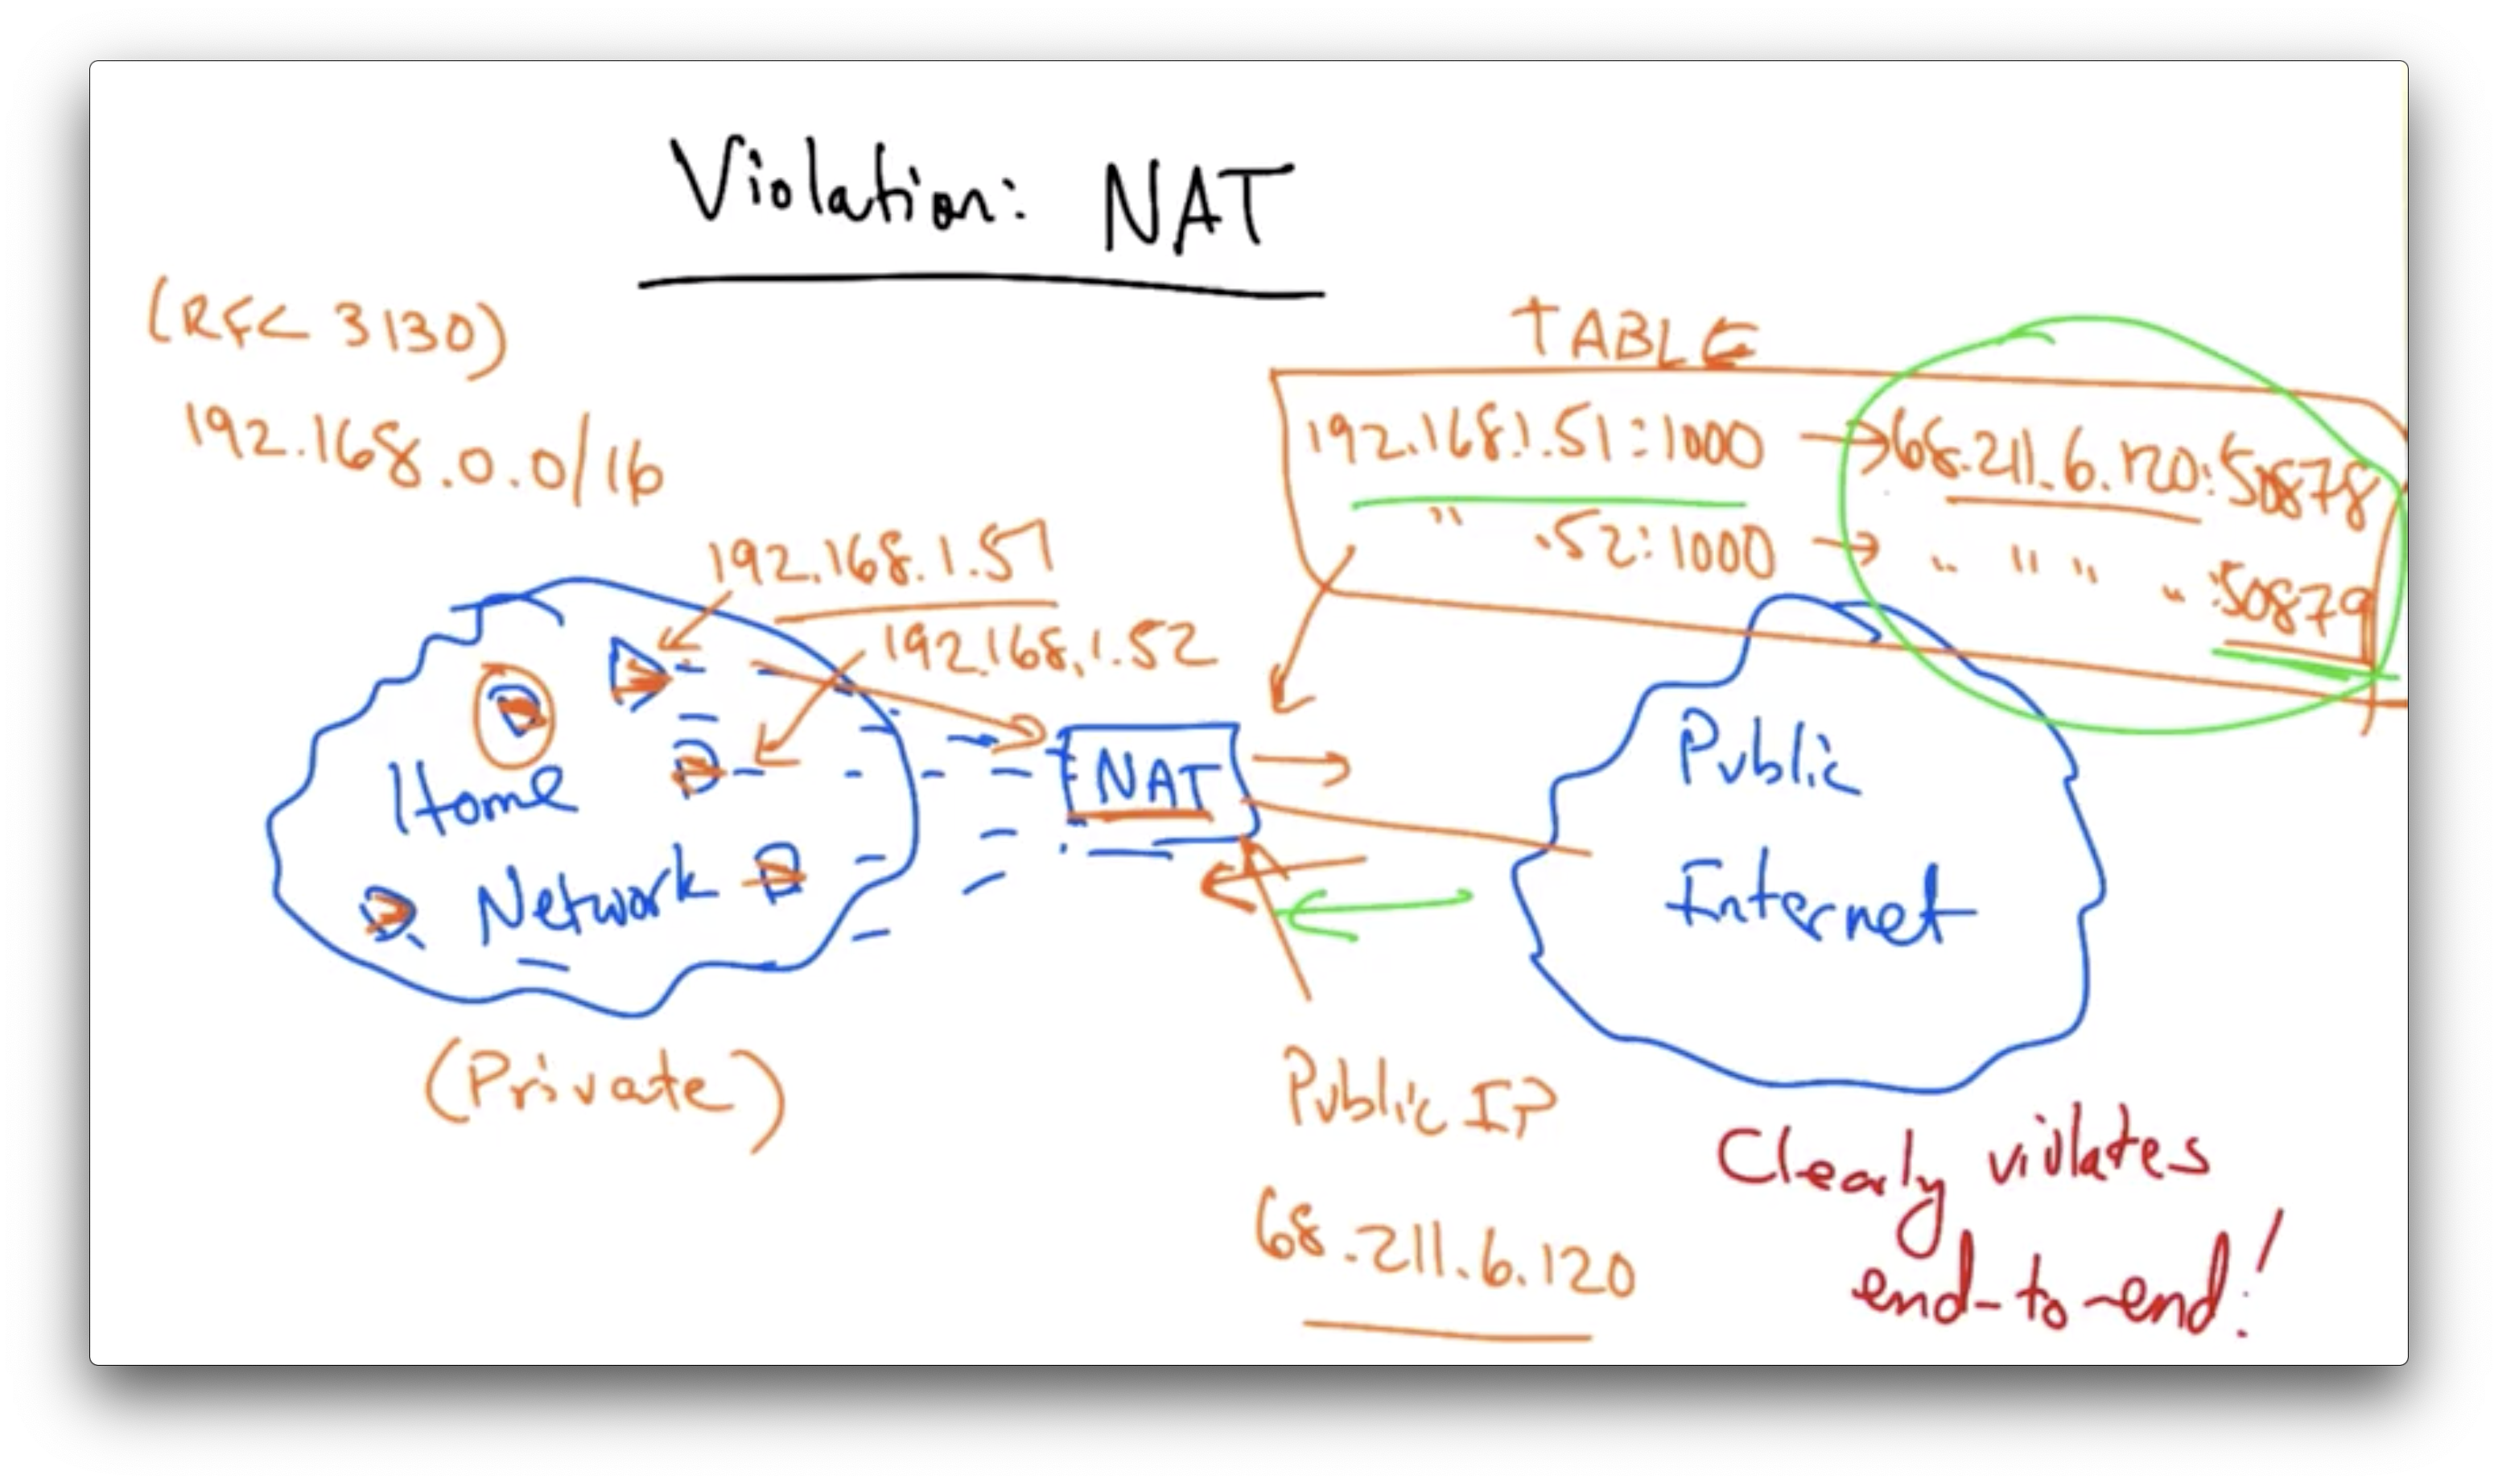 Violation: NAT
(RFC 3130)
192.168.0.0/16
TABLE
192.168.1.51:1000 → 68.211.6.120:50878
" .52:1000 → " " " " :50879
192.168.1.51
192.168.1.52
Home
Network
(Private)
NAT
Public
Internet
Public IP
68.211.6.120
Clearly violates
end-to-end!